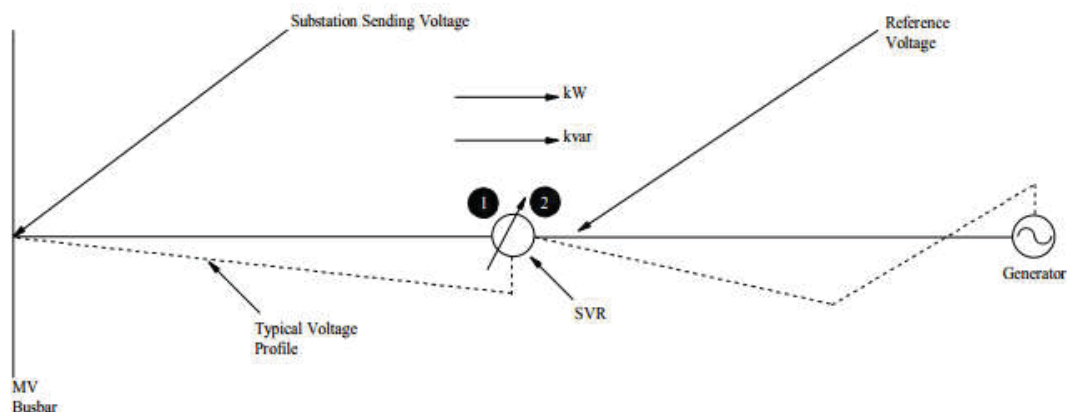 Substation Sending Voltage
Reference
Voltage
kW
kvar
1
2
Generator
SVR
Typical Voltage
Profile
MV
Busbar